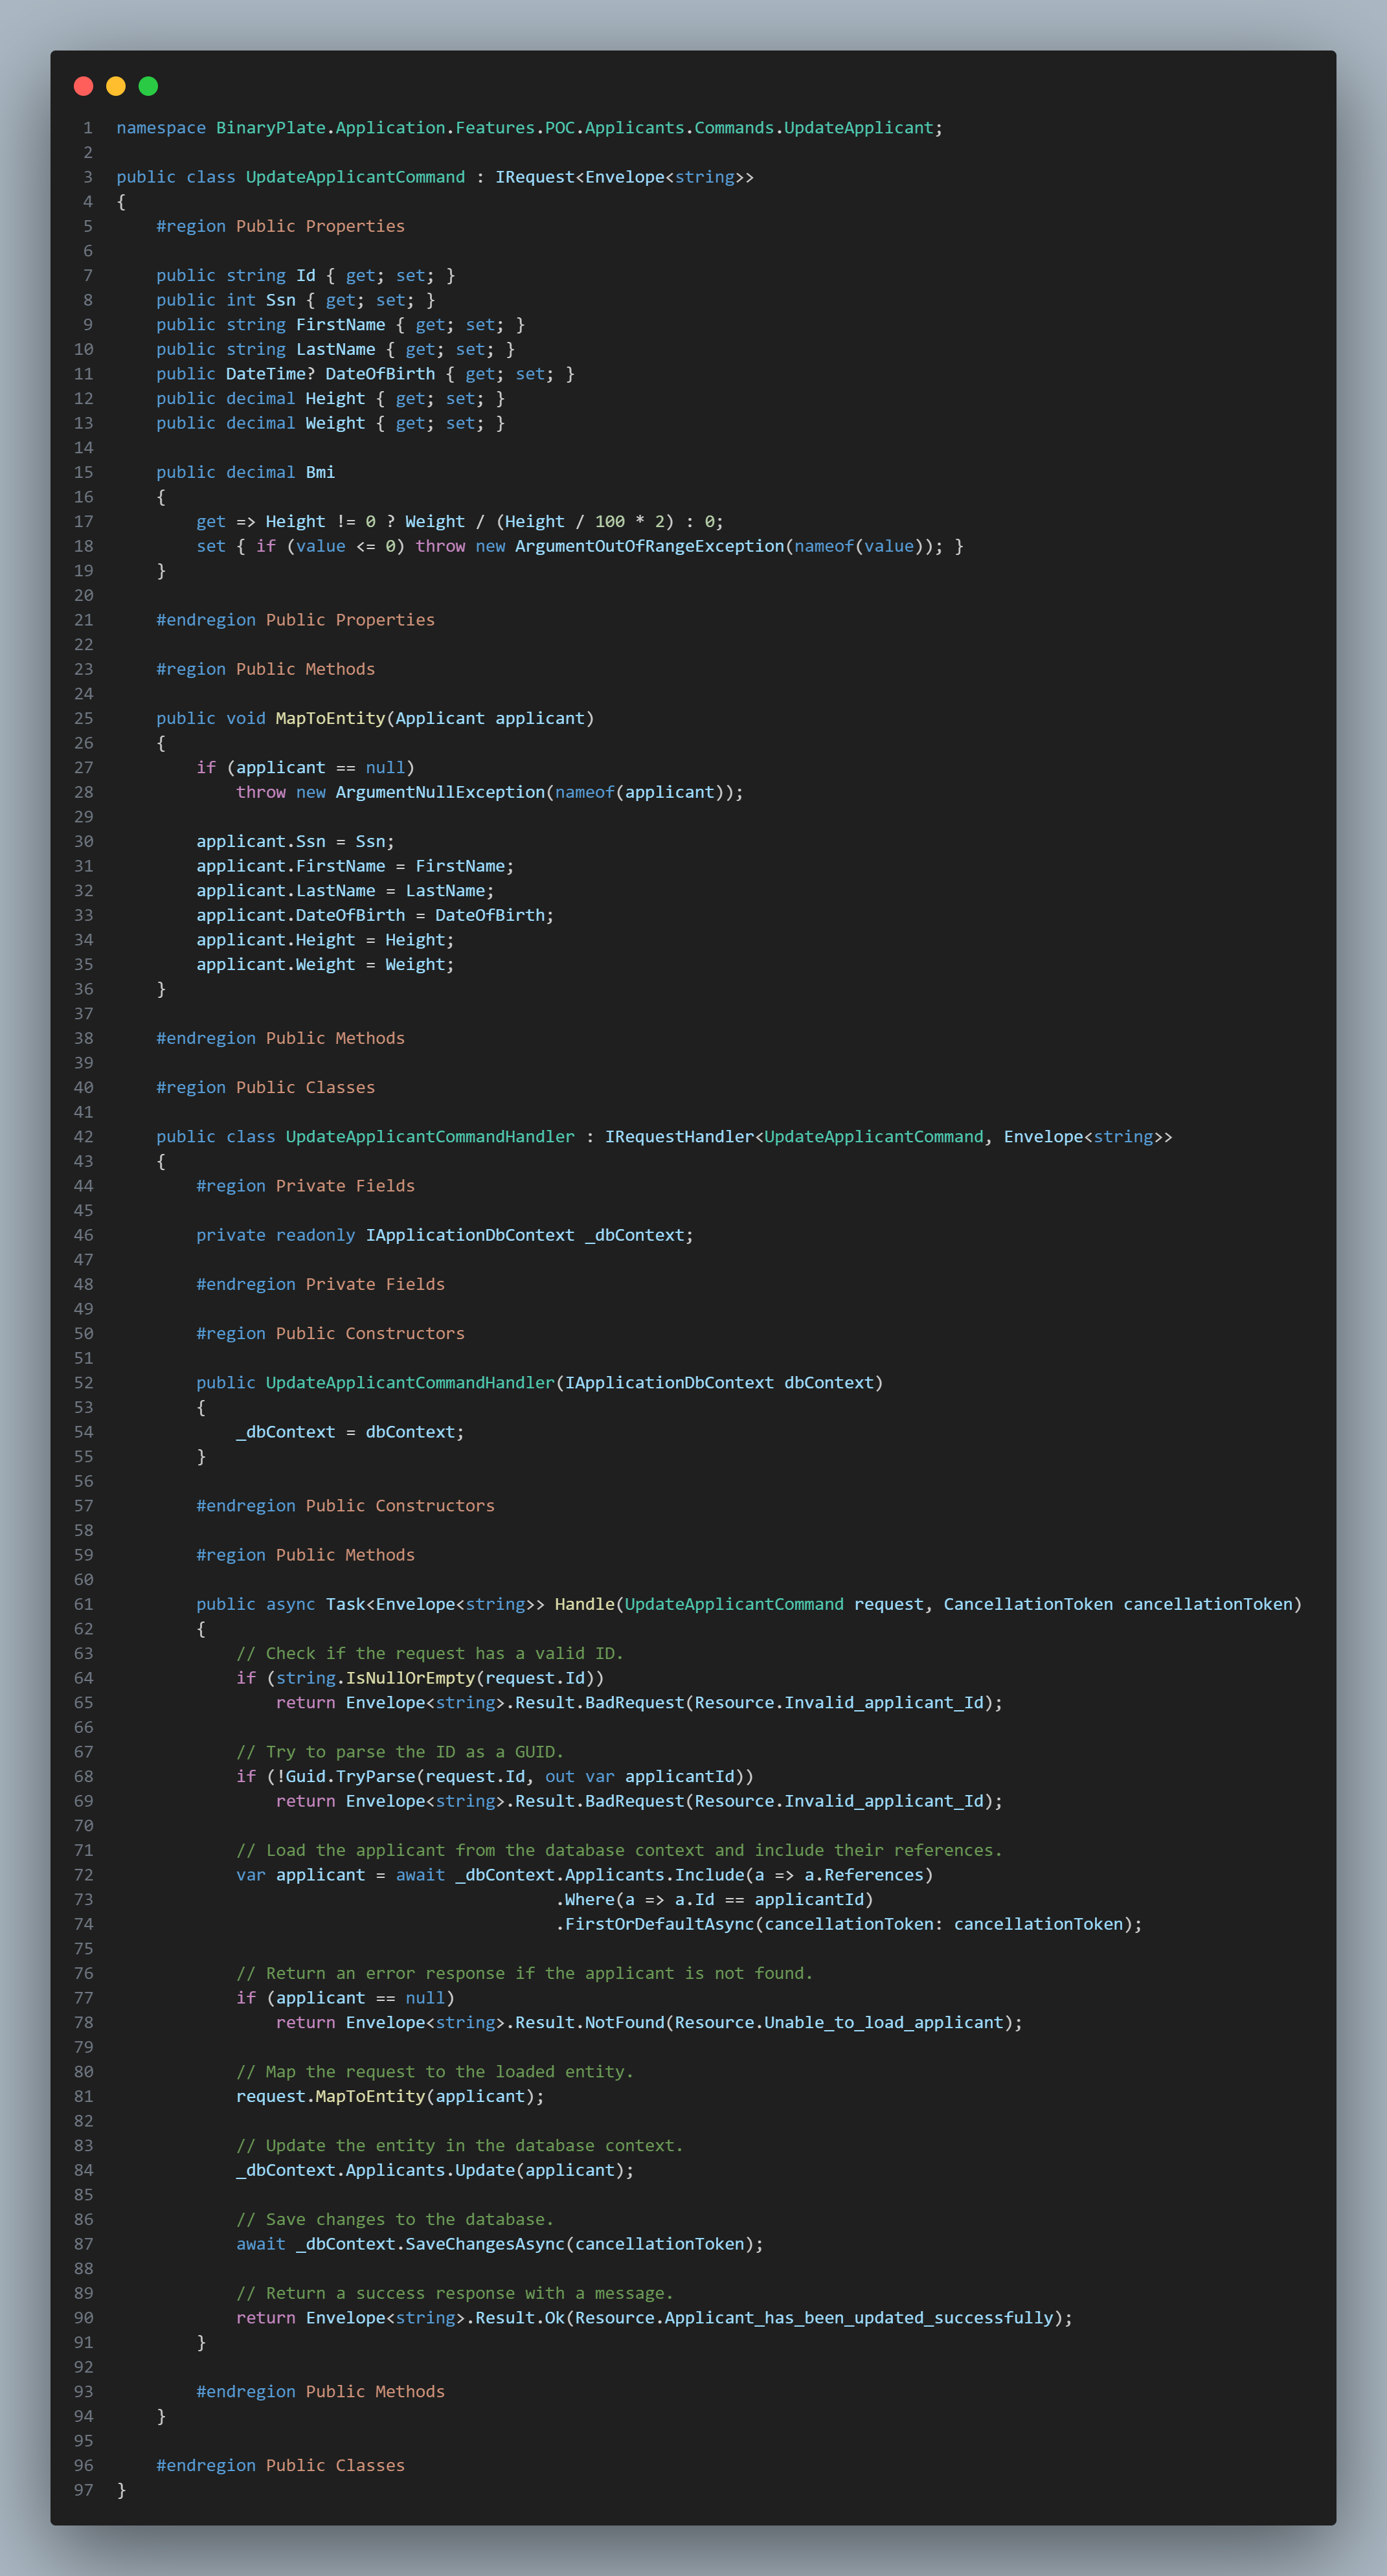 1 namespace BinaryPlate.Application.Features.POC.Applicants.Commands.UpdateApplicant;
2
3 public class UpdateApplicantCommand : IRequest<Envelope<string>>
4 {
5     #region Public Properties
6
7     public string Id { get; set; }
8     public int Ssn { get; set; }
9     public string FirstName { get; set; }
10     public string LastName { get; set; }
11     public DateTime? DateOfBirth { get; set; }
12     public decimal Height { get; set; }
13     public decimal Weight { get; set; }
14
15     public decimal Bmi
16     {
17         get => Height != 0 ? Weight / (Height / 100 * 2) : 0;
18         set { if (value <= 0) throw new ArgumentOutOfRangeException(nameof(value)); }
19     }
20
21     #endregion Public Properties
22
23     #region Public Methods
24
25     public void MapToEntity(Applicant applicant)
26     {
27         if (applicant == null)
28             throw new ArgumentNullException(nameof(applicant));
29
30         applicant.Ssn = Ssn;
31         applicant.FirstName = FirstName;
32         applicant.LastName = LastName;
33         applicant.DateOfBirth = DateOfBirth;
34         applicant.Height = Height;
35         applicant.Weight = Weight;
36     }
37
38     #endregion Public Methods
39
40     #region Public Classes
41
42     public class UpdateApplicantCommandHandler : IRequestHandler<UpdateApplicantCommand, Envelope<string>>
43     {
44         #region Private Fields
45
46         private readonly IApplicationDbContext _dbContext;
47
48         #endregion Private Fields
49
50         #region Public Constructors
51
52         public UpdateApplicantCommandHandler(IApplicationDbContext dbContext)
53         {
54             _dbContext = dbContext;
55         }
56
57         #endregion Public Constructors
58
59         #region Public Methods
60
61         public async Task<Envelope<string>> Handle(UpdateApplicantCommand request, CancellationToken cancellationToken)
62         {
63             // Check if the request has a valid ID.
64             if (string.IsNullOrEmpty(request.Id))
65                 return Envelope<string>.Result.BadRequest(Resource.Invalid_applicant_Id);
66
67             // Try to parse the ID as a GUID.
68             if (!Guid.TryParse(request.Id, out var applicantId))
69                 return Envelope<string>.Result.BadRequest(Resource.Invalid_applicant_Id);
70
71             // Load the applicant from the database context and include their references.
72             var applicant = await _dbContext.Applicants.Include(a => a.References)
73                                             .Where(a => a.Id == applicantId)
74                                             .FirstOrDefaultAsync(cancellationToken: cancellationToken);
75
76             // Return an error response if the applicant is not found.
77             if (applicant == null)
78                 return Envelope<string>.Result.NotFound(Resource.Unable_to_load_applicant);
79
80             // Map the request to the loaded entity.
81             request.MapToEntity(applicant);
82
83             // Update the entity in the database context.
84             _dbContext.Applicants.Update(applicant);
85
86             // Save changes to the database.
87             await _dbContext.SaveChangesAsync(cancellationToken);
88
89             // Return a success response with a message.
90             return Envelope<string>.Result.Ok(Resource.Applicant_has_been_updated_successfully);
91         }
92
93         #endregion Public Methods
94     }
95
96     #endregion Public Classes
97 }